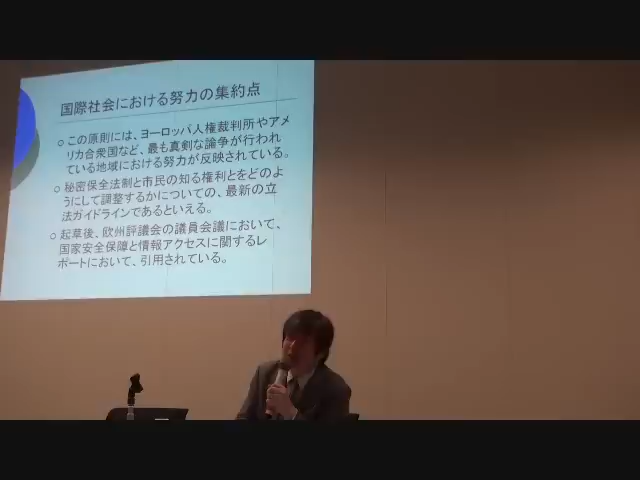 国際社会における努力の集約点
○この原則には、ヨーロッパ人権裁判所やアメ
リカ合衆国など、最も真剣な論争が行われ
ている地域における努力が反映されている。
○秘密保全法制と市民の知る権利とをどのよ
うにして調整するかについての、最新の立
法ガイドラインであるといえる。
○起草後、欧州評議会の議員会議において、
国家安全保障と情報アクセスに関するレ
ポートにおいて、引用されている。